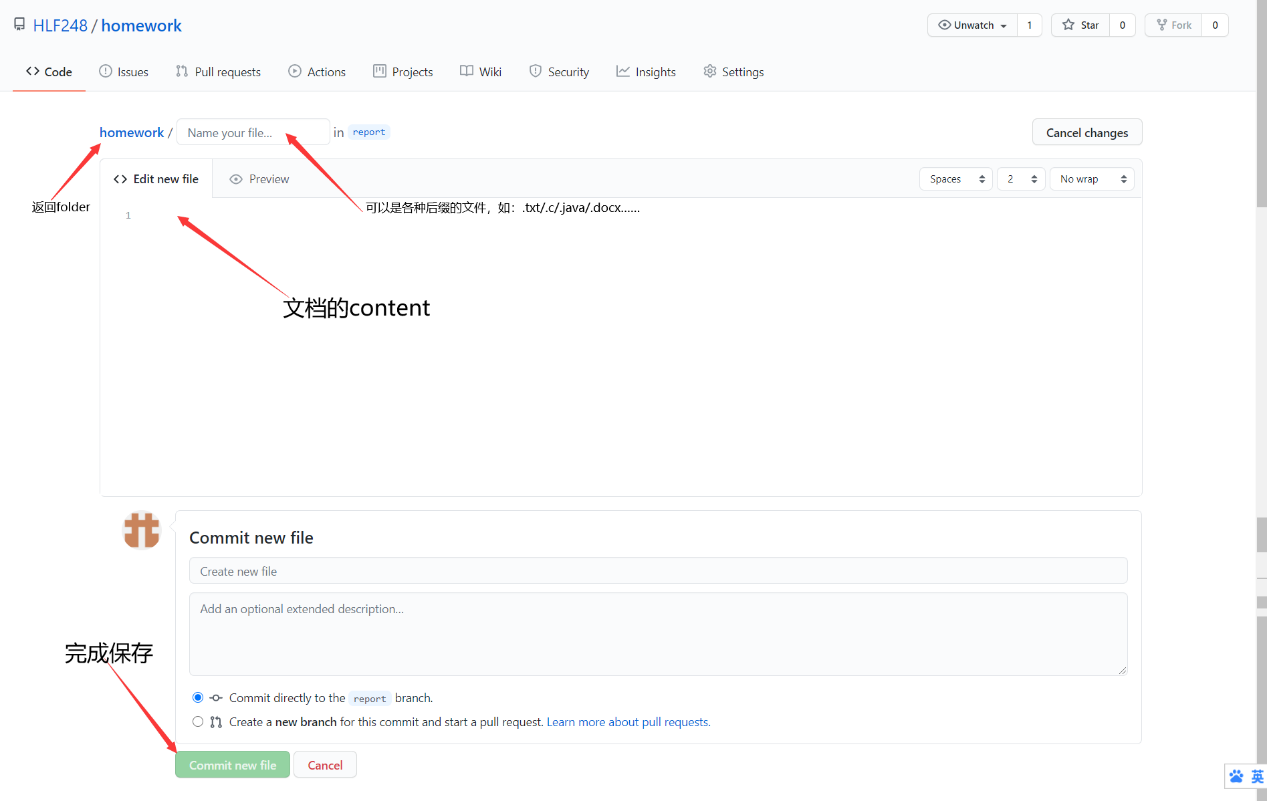 HLF248 / homework
Unwatch 1 Star 0 Fork 0
Code Issues Pull requests Actions Projects Wiki Security Insights Settings
homework / Name your file... in report
Cancel changes
Edit new file Preview
Spaces 2 No wrap
返回folder
可以是各种后缀的文件，如：.txt/.c/.java/.docx......
1
文档的content
Commit new file
Create new file
Add an optional extended description...
完成保存
Commit directly to the report branch.
Create a new branch for this commit and start a pull request. Learn more about pull requests.
Commit new file Cancel
英